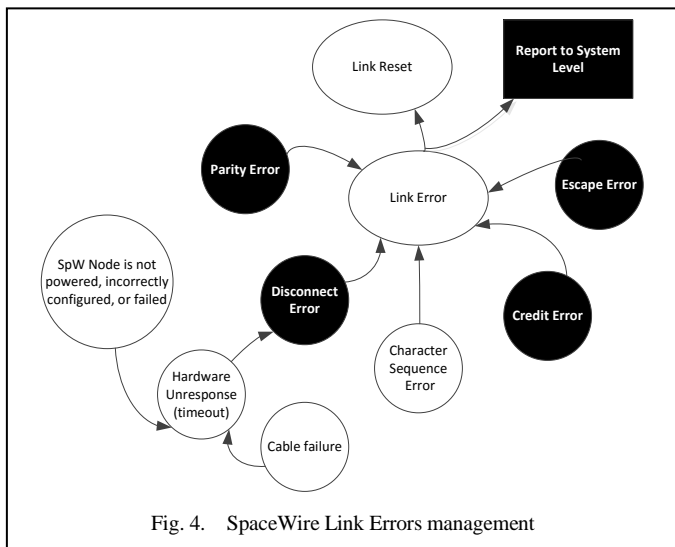 Link Reset
Report to System
Level
Parity Error
Link Error
Escape Error
SpW Node is not
powered, incorrectly
configured, or failed
Disconnect
Error
Credit Error
Character
Sequence
Error
Hardware
Unresponse
(timeout)
Cable failure
Fig. 4. SpaceWire Link Errors management